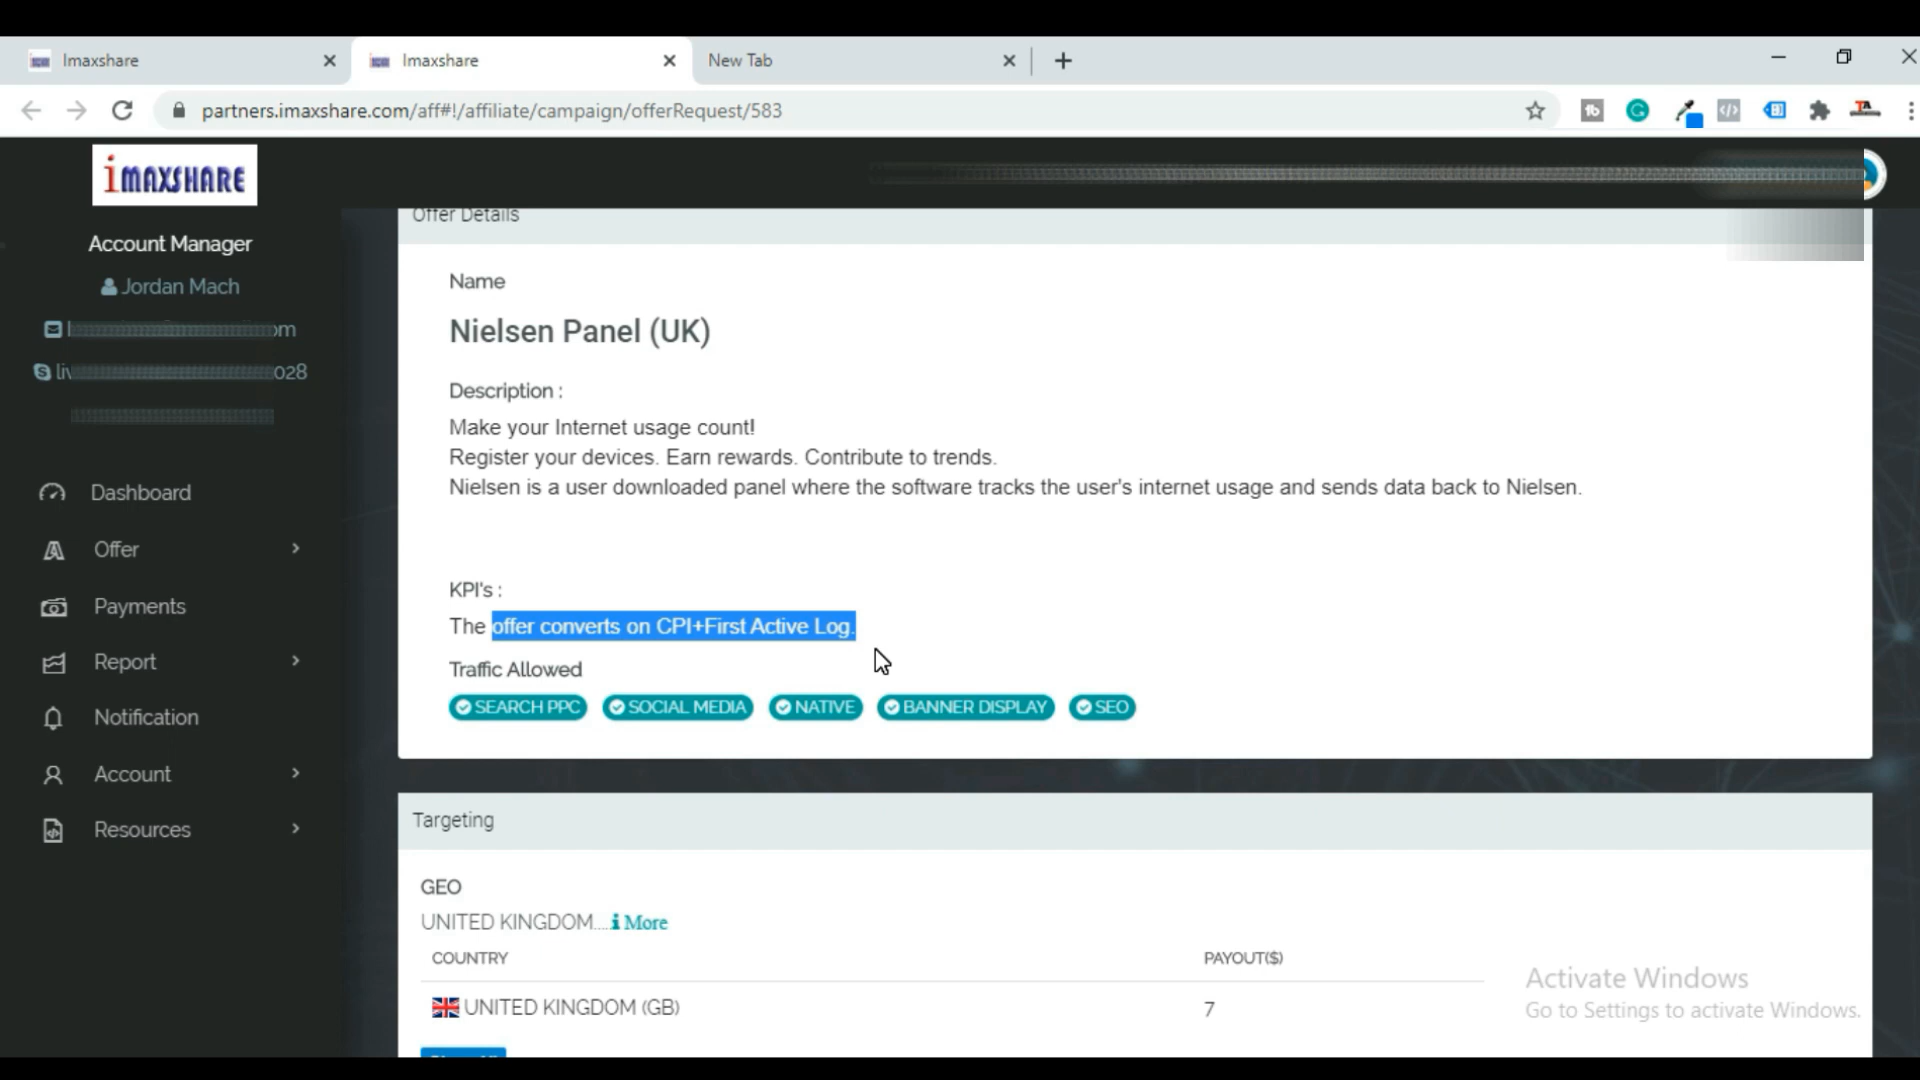 Imaxshare
Imaxshare
New Tab
partners.imaxshare.com/aff#!/affiliate/campaign/offerRequest/583
imaxshare
Account Manager
Jordan Mach
om
liv 028
Dashboard
Offer
Payments
Report
Notification
Account
Resources
Offer Details
Name
Nielsen Panel (UK)
Description :
Make your Internet usage count!
Register your devices. Earn rewards. Contribute to trends.
Nielsen is a user downloaded panel where the software tracks the user's internet usage and sends data back to Nielsen.
KPI's :
The offer converts on CPI+First Active Log.
Traffic Allowed
SEARCH PPC SOCIAL MEDIA NATIVE BANNER DISPLAY SEO
Targeting
GEO
UNITED KINGDOM....i More
COUNTRY PAYOUT($)
UNITED KINGDOM (GB) 7
Activate Windows
Go to Settings to activate Windows.